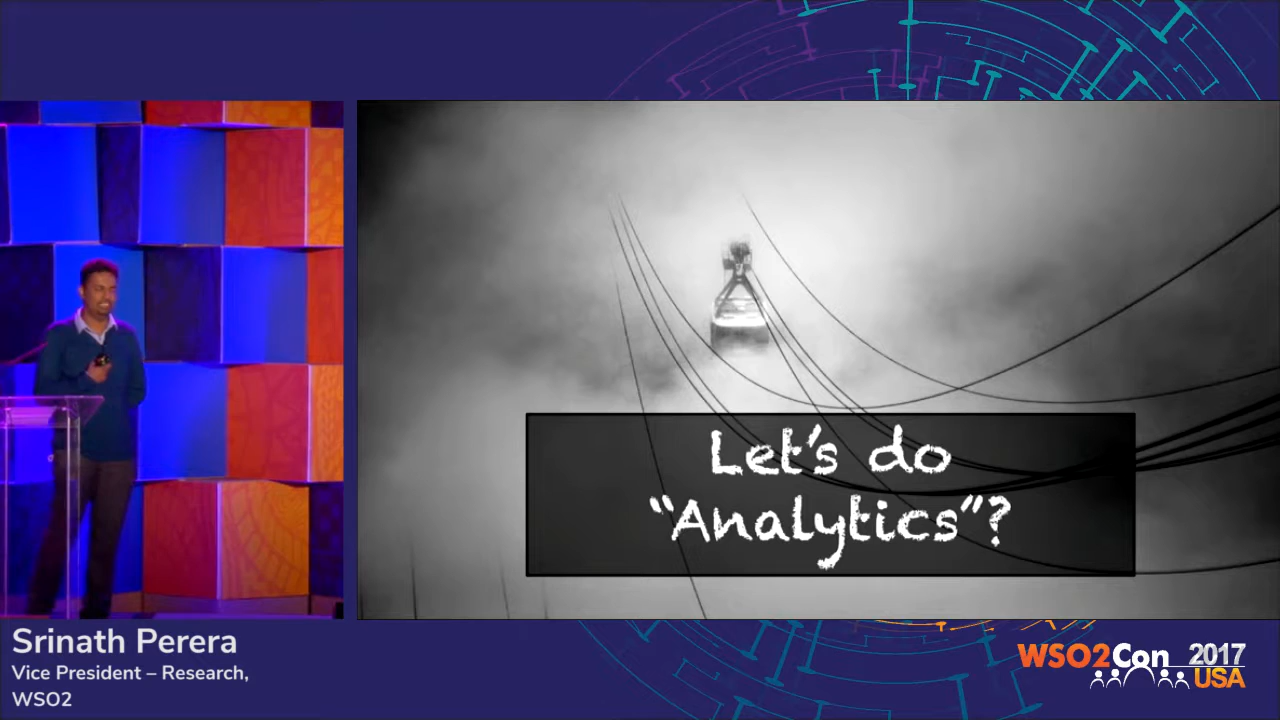 Let's do
“Analytics”?
Srinath Perera
Vice President – Research,
WSO2
WSO2Con 2017
USA